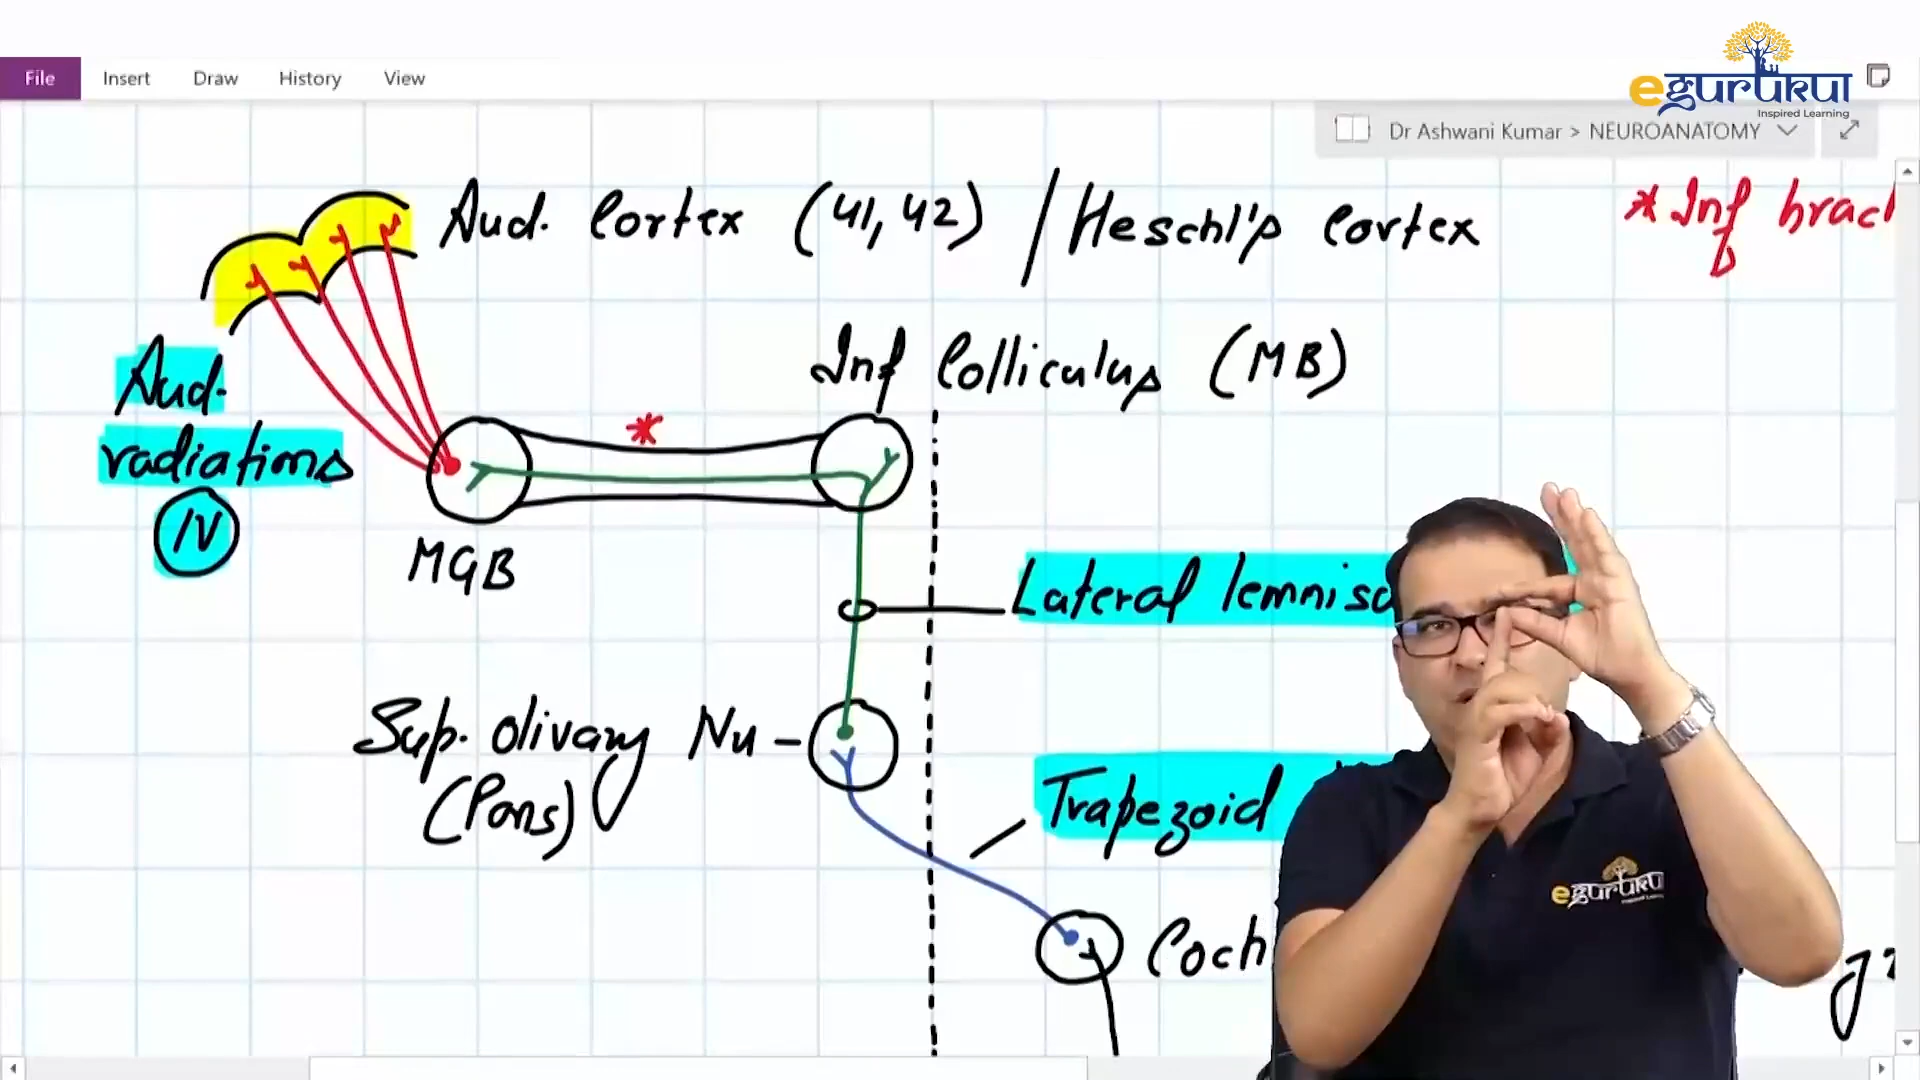 egurukul
Inspired Learning
File Insert Draw History View
Dr Ashwani Kumar > NEUROANATOMY
Aud. Cortex (41, 42) / Heschl's Cortex
* Inf brach
Inf Colliculus (MB)
Aud.
radiations
IV
*
MGB
Lateral lemnisc
Sup. olivary Nu -
(Pons)
Trapezoid
Coch
egurukul